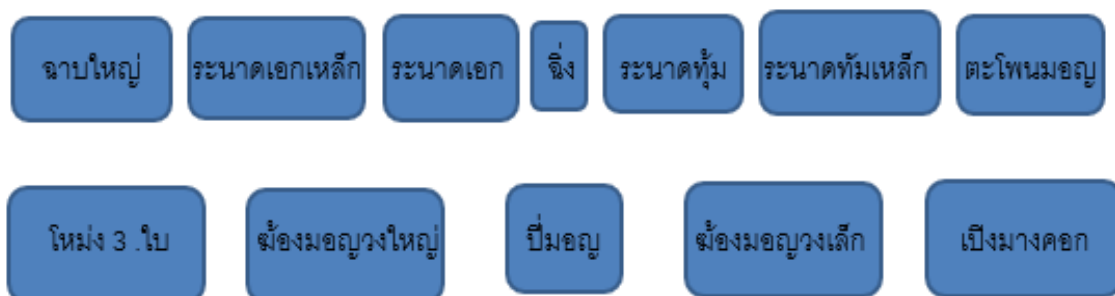 ฉาบใหญ่ ระนาดเอกเหล็ก ระนาดเอก ฉิ่ง ระนาดทุ้ม ระนาดทัมเหล็ก ตะโพนมอญ
โหม่ง 3 .ใบ ฆ้องมอญวงใหญ่ ปี่มอญ ฆ้องมอญวงเล็ก เปิงมางคอก